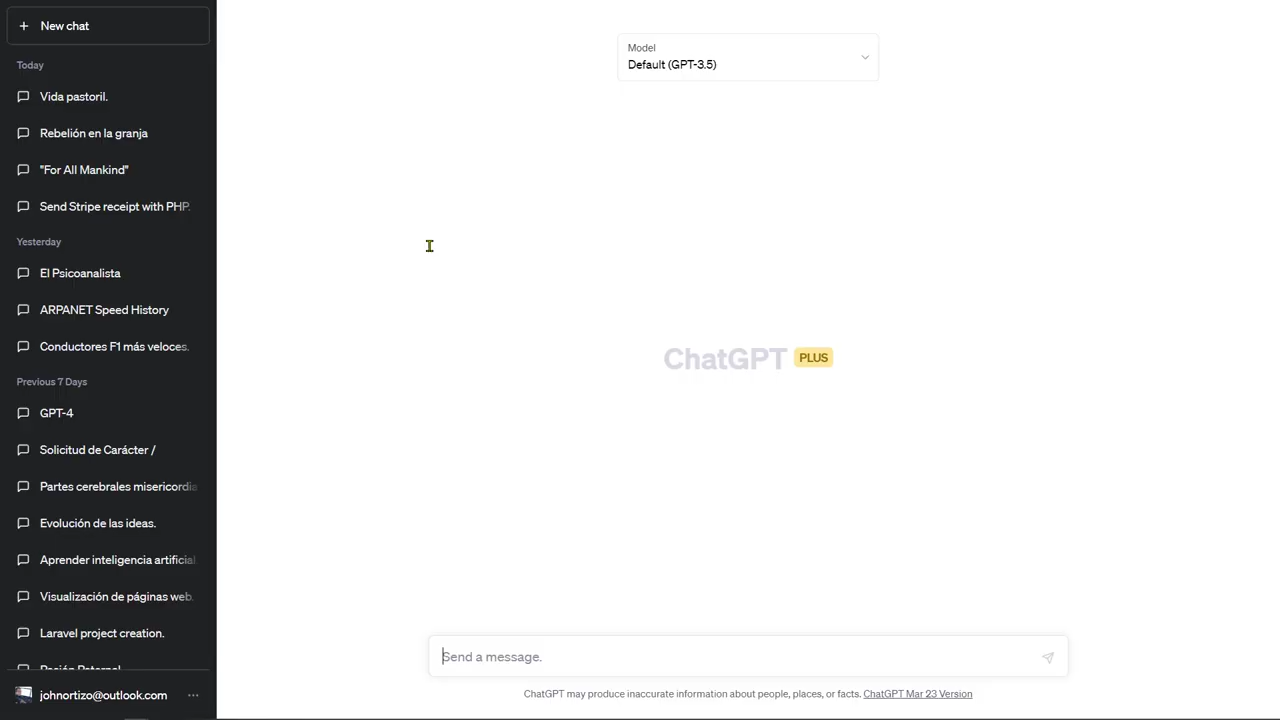 New chat
Today
Vida pastoril.
Rebelión en la granja
"For All Mankind"
Send Stripe receipt with PHP.
Yesterday
El Psicoanalista
ARPANET Speed History
Conductores F1 más veloces.
Previous 7 Days
GPT-4
Solicitud de Carácter /
Partes cerebrales misericordia
Evolución de las ideas.
Aprender inteligencia artificial
Visualización de páginas web.
Laravel project creation.
johnortizo@outlook.com
Model
Default (GPT-3.5)
ChatGPT PLUS
Send a message.
ChatGPT may produce inaccurate information about people, places, or facts. ChatGPT Mar 23 Version